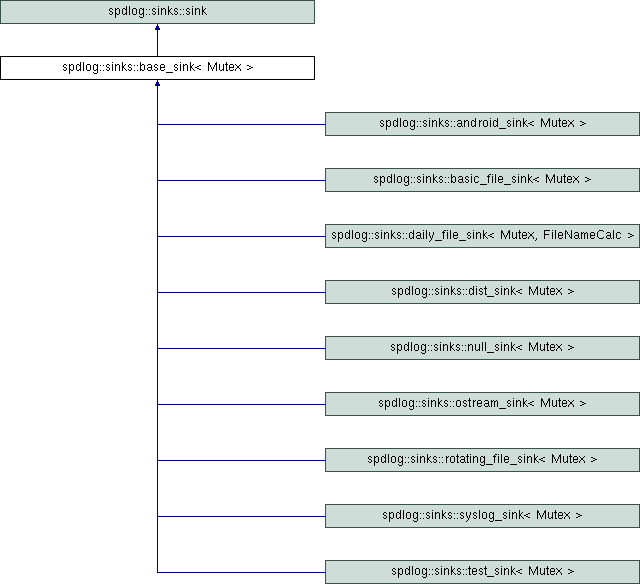 spdlog::sinks::sink
spdlog::sinks::base_sink< Mutex >
spdlog::sinks::android_sink< Mutex >
spdlog::sinks::basic_file_sink< Mutex >
spdlog::sinks::daily_file_sink< Mutex, FileNameCalc >
spdlog::sinks::dist_sink< Mutex >
spdlog::sinks::null_sink< Mutex >
spdlog::sinks::ostream_sink< Mutex >
spdlog::sinks::rotating_file_sink< Mutex >
spdlog::sinks::syslog_sink< Mutex >
spdlog::sinks::test_sink< Mutex >